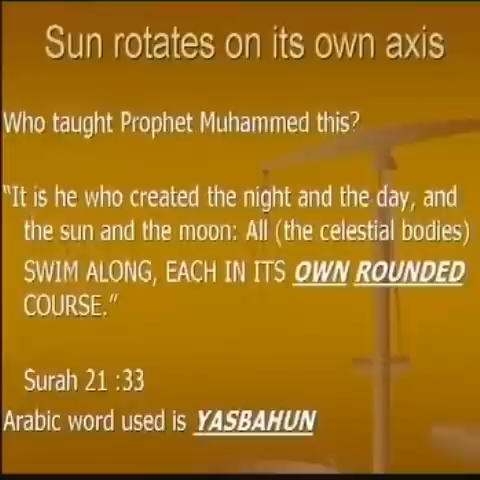 Sun rotates on its own axis
Who taught Prophet Muhammed this?
"It is he who created the night and the day, and
the sun and the moon: All (the celestial bodies)
SWIM ALONG, EACH IN ITS OWN ROUNDED
COURSE."
Surah 21 :33
Arabic word used is YASBAHUN